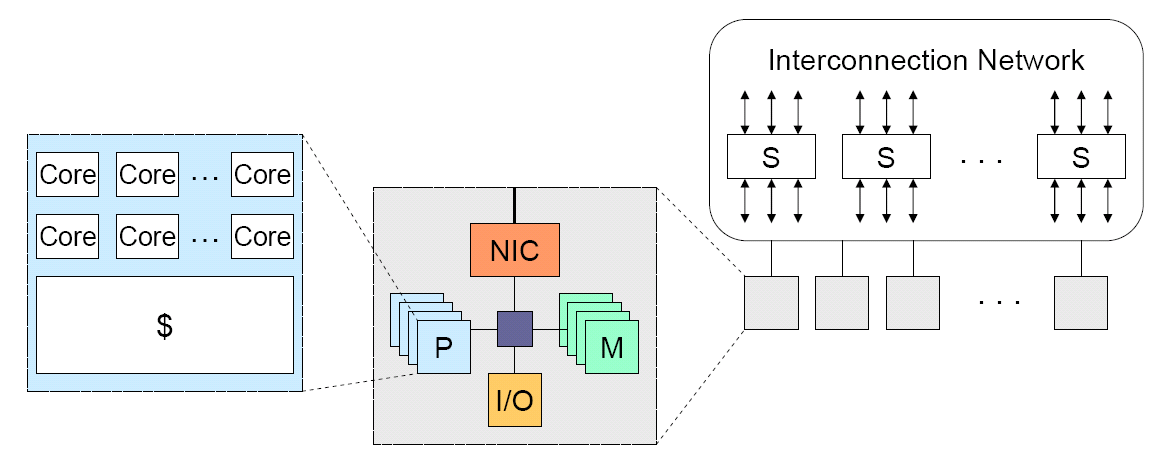 Interconnection Network
S S . . . S
Core Core ... Core
Core Core ... Core
$
NIC
P
M
I/O
. . .